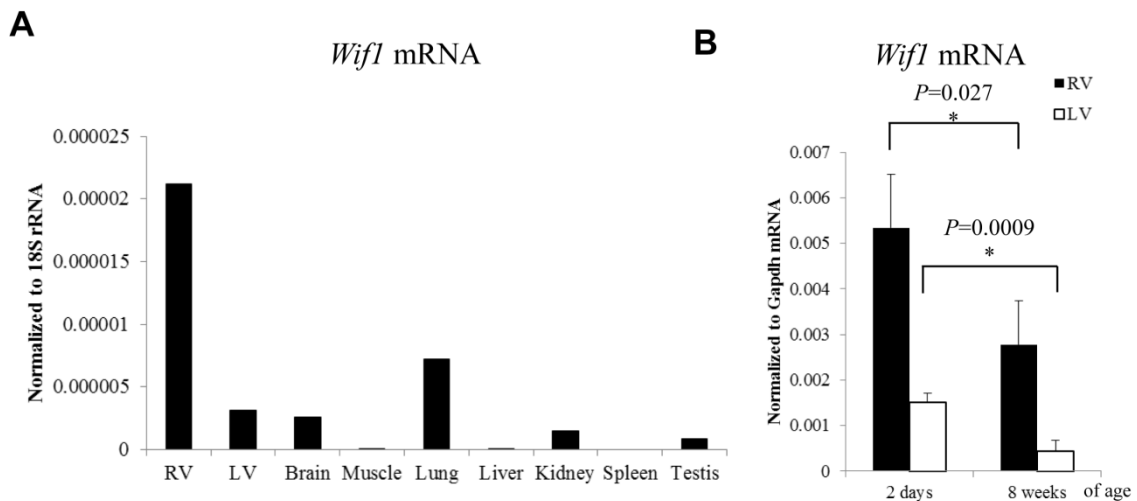 A
Wif1 mRNA
Normalized to 18S rRNA
0.000025
0.00002
0.000015
0.00001
0.000005
0
RV LV Brain Muscle Lung Liver Kidney Spleen Testis
B
Wif1 mRNA
RV
LV
P=0.027
*
P=0.0009
*
Normalized to Gapdh mRNA
0.007
0.006
0.005
0.004
0.003
0.002
0.001
0
2 days 8 weeks of age